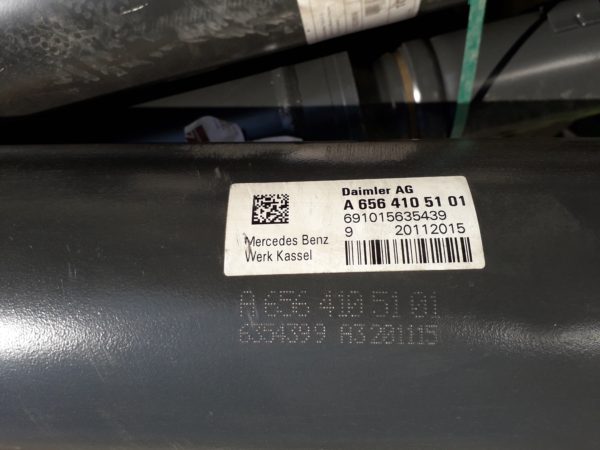 Daimler AG
A 656 410 51 01
691015635439
9 20112015
Mercedes Benz
Werk Kassel
A 656 410 51 01
6354399 A3 201115